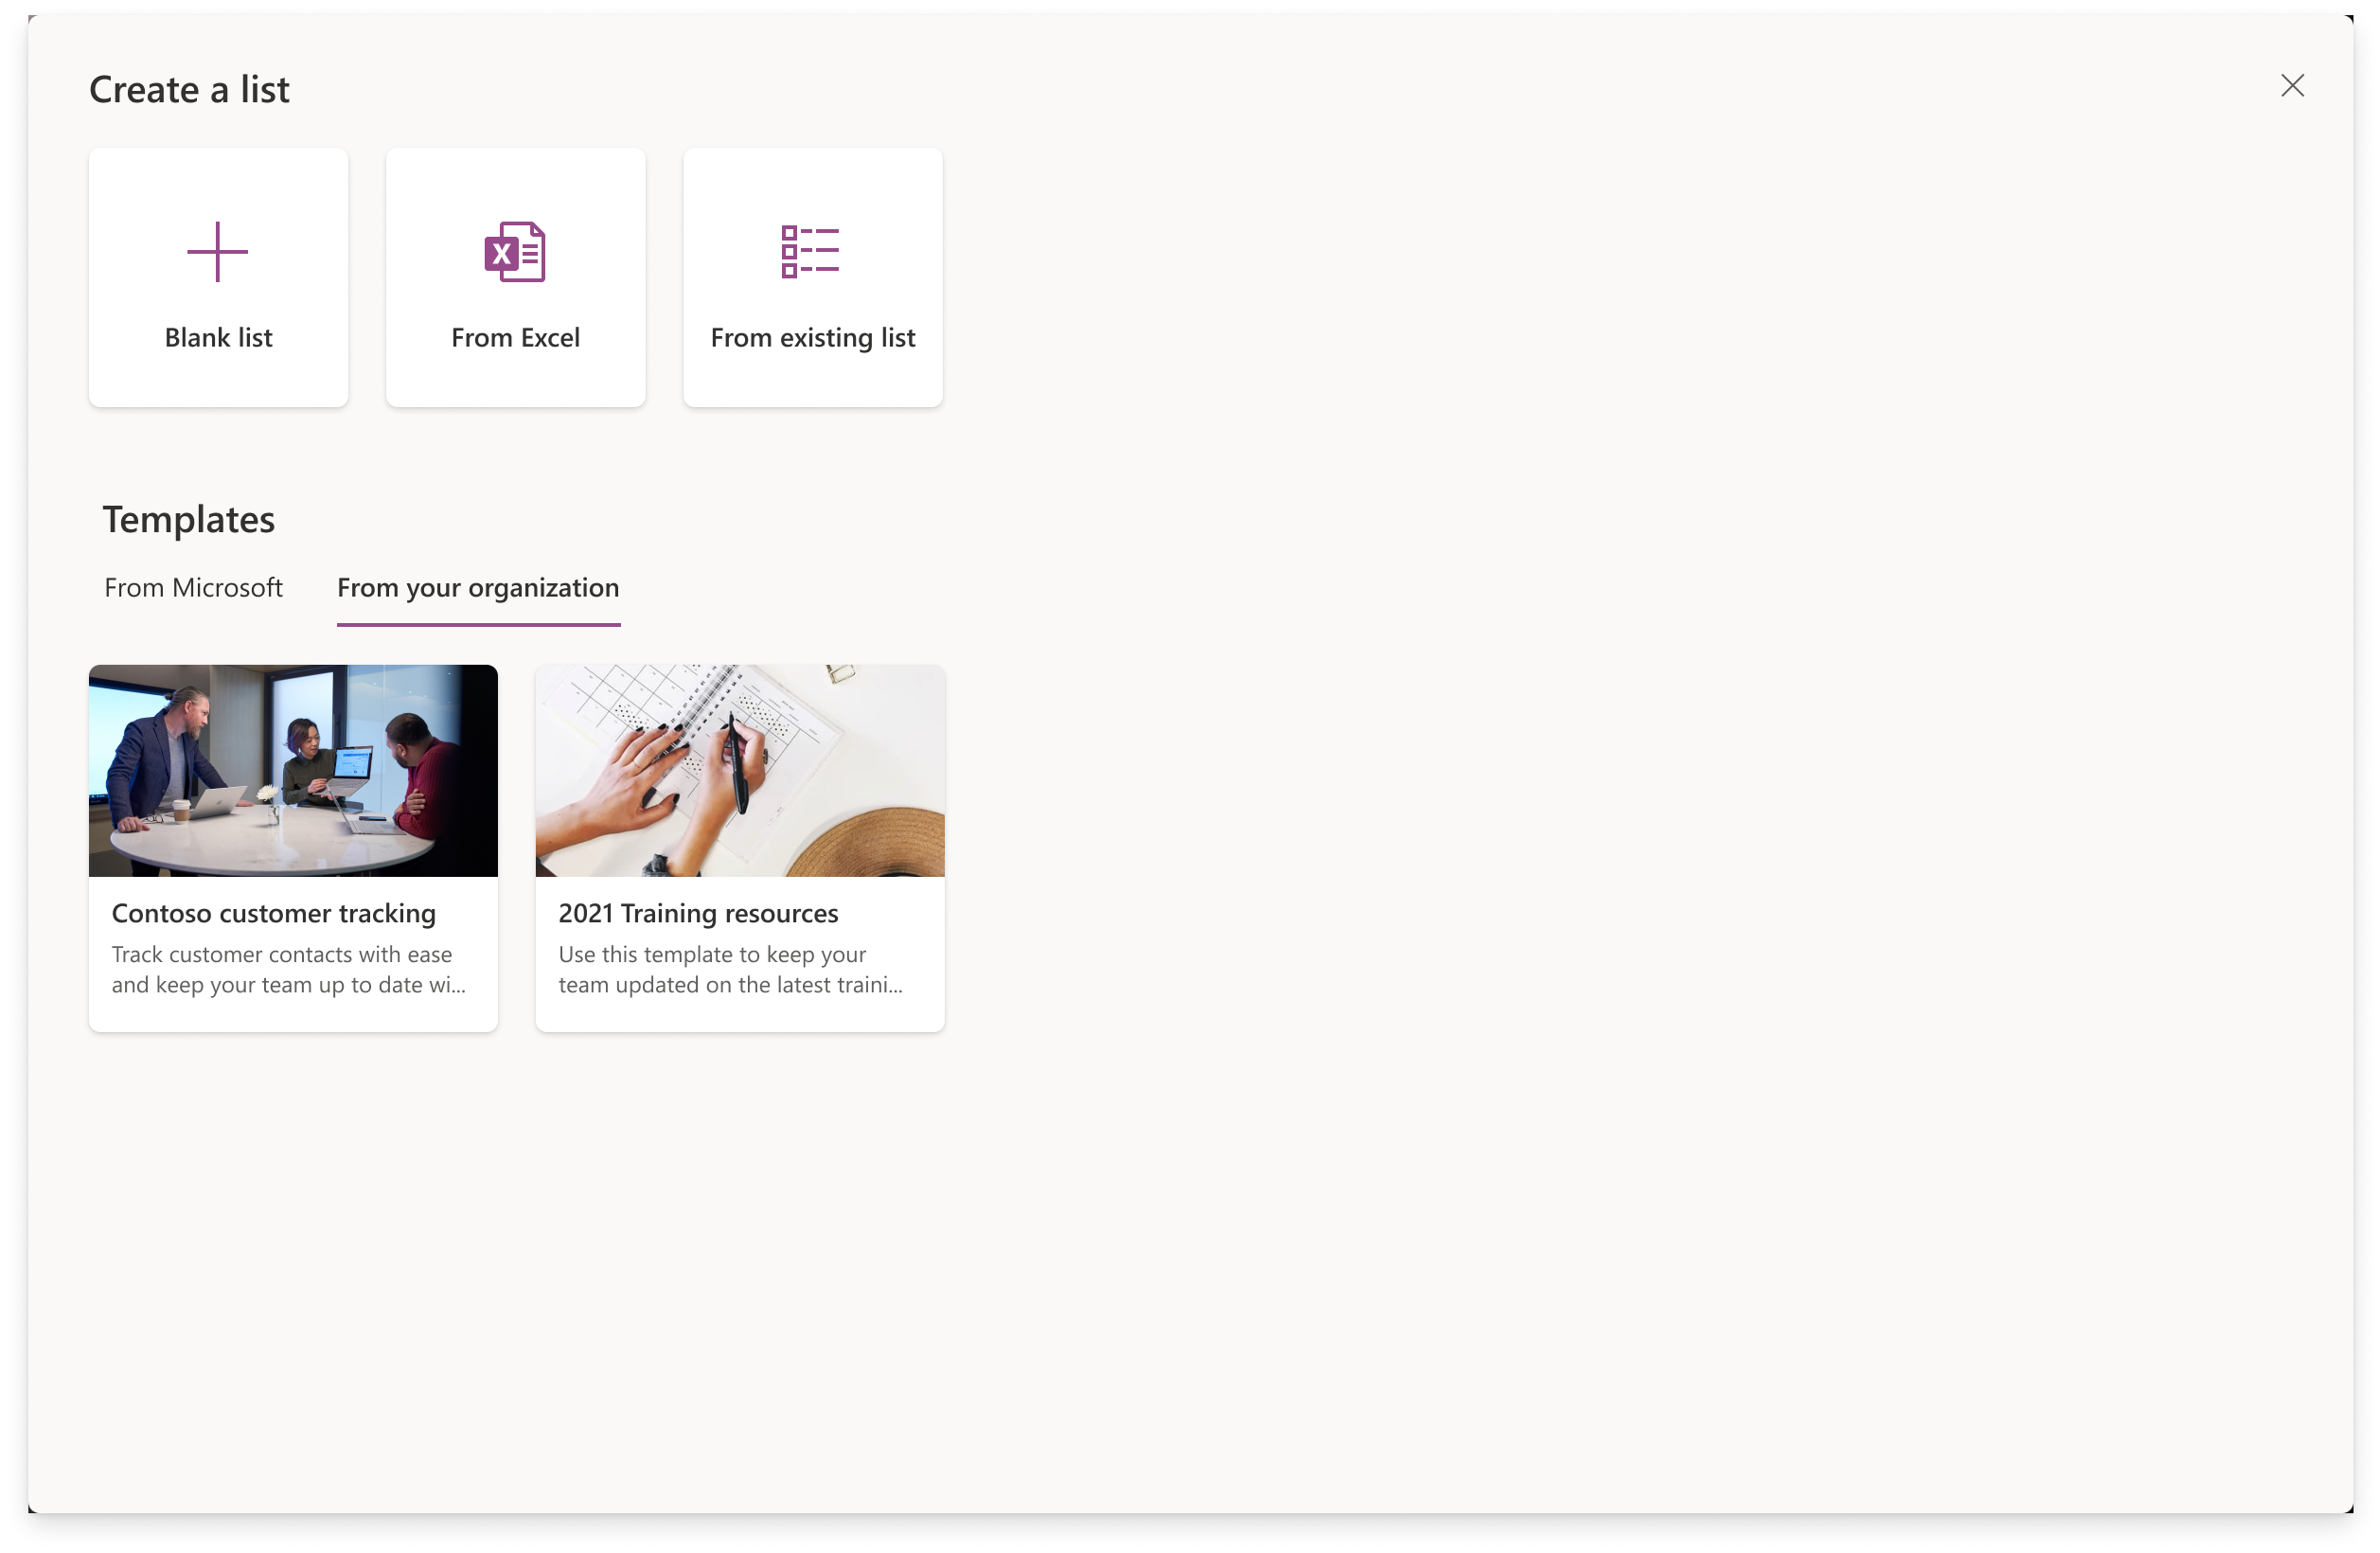 Create a list
Blank list
From Excel
From existing list
Templates
From Microsoft
From your organization
Contoso customer tracking
Track customer contacts with ease
and keep your team up to date wi...
2021 Training resources
Use this template to keep your
team updated on the latest traini...